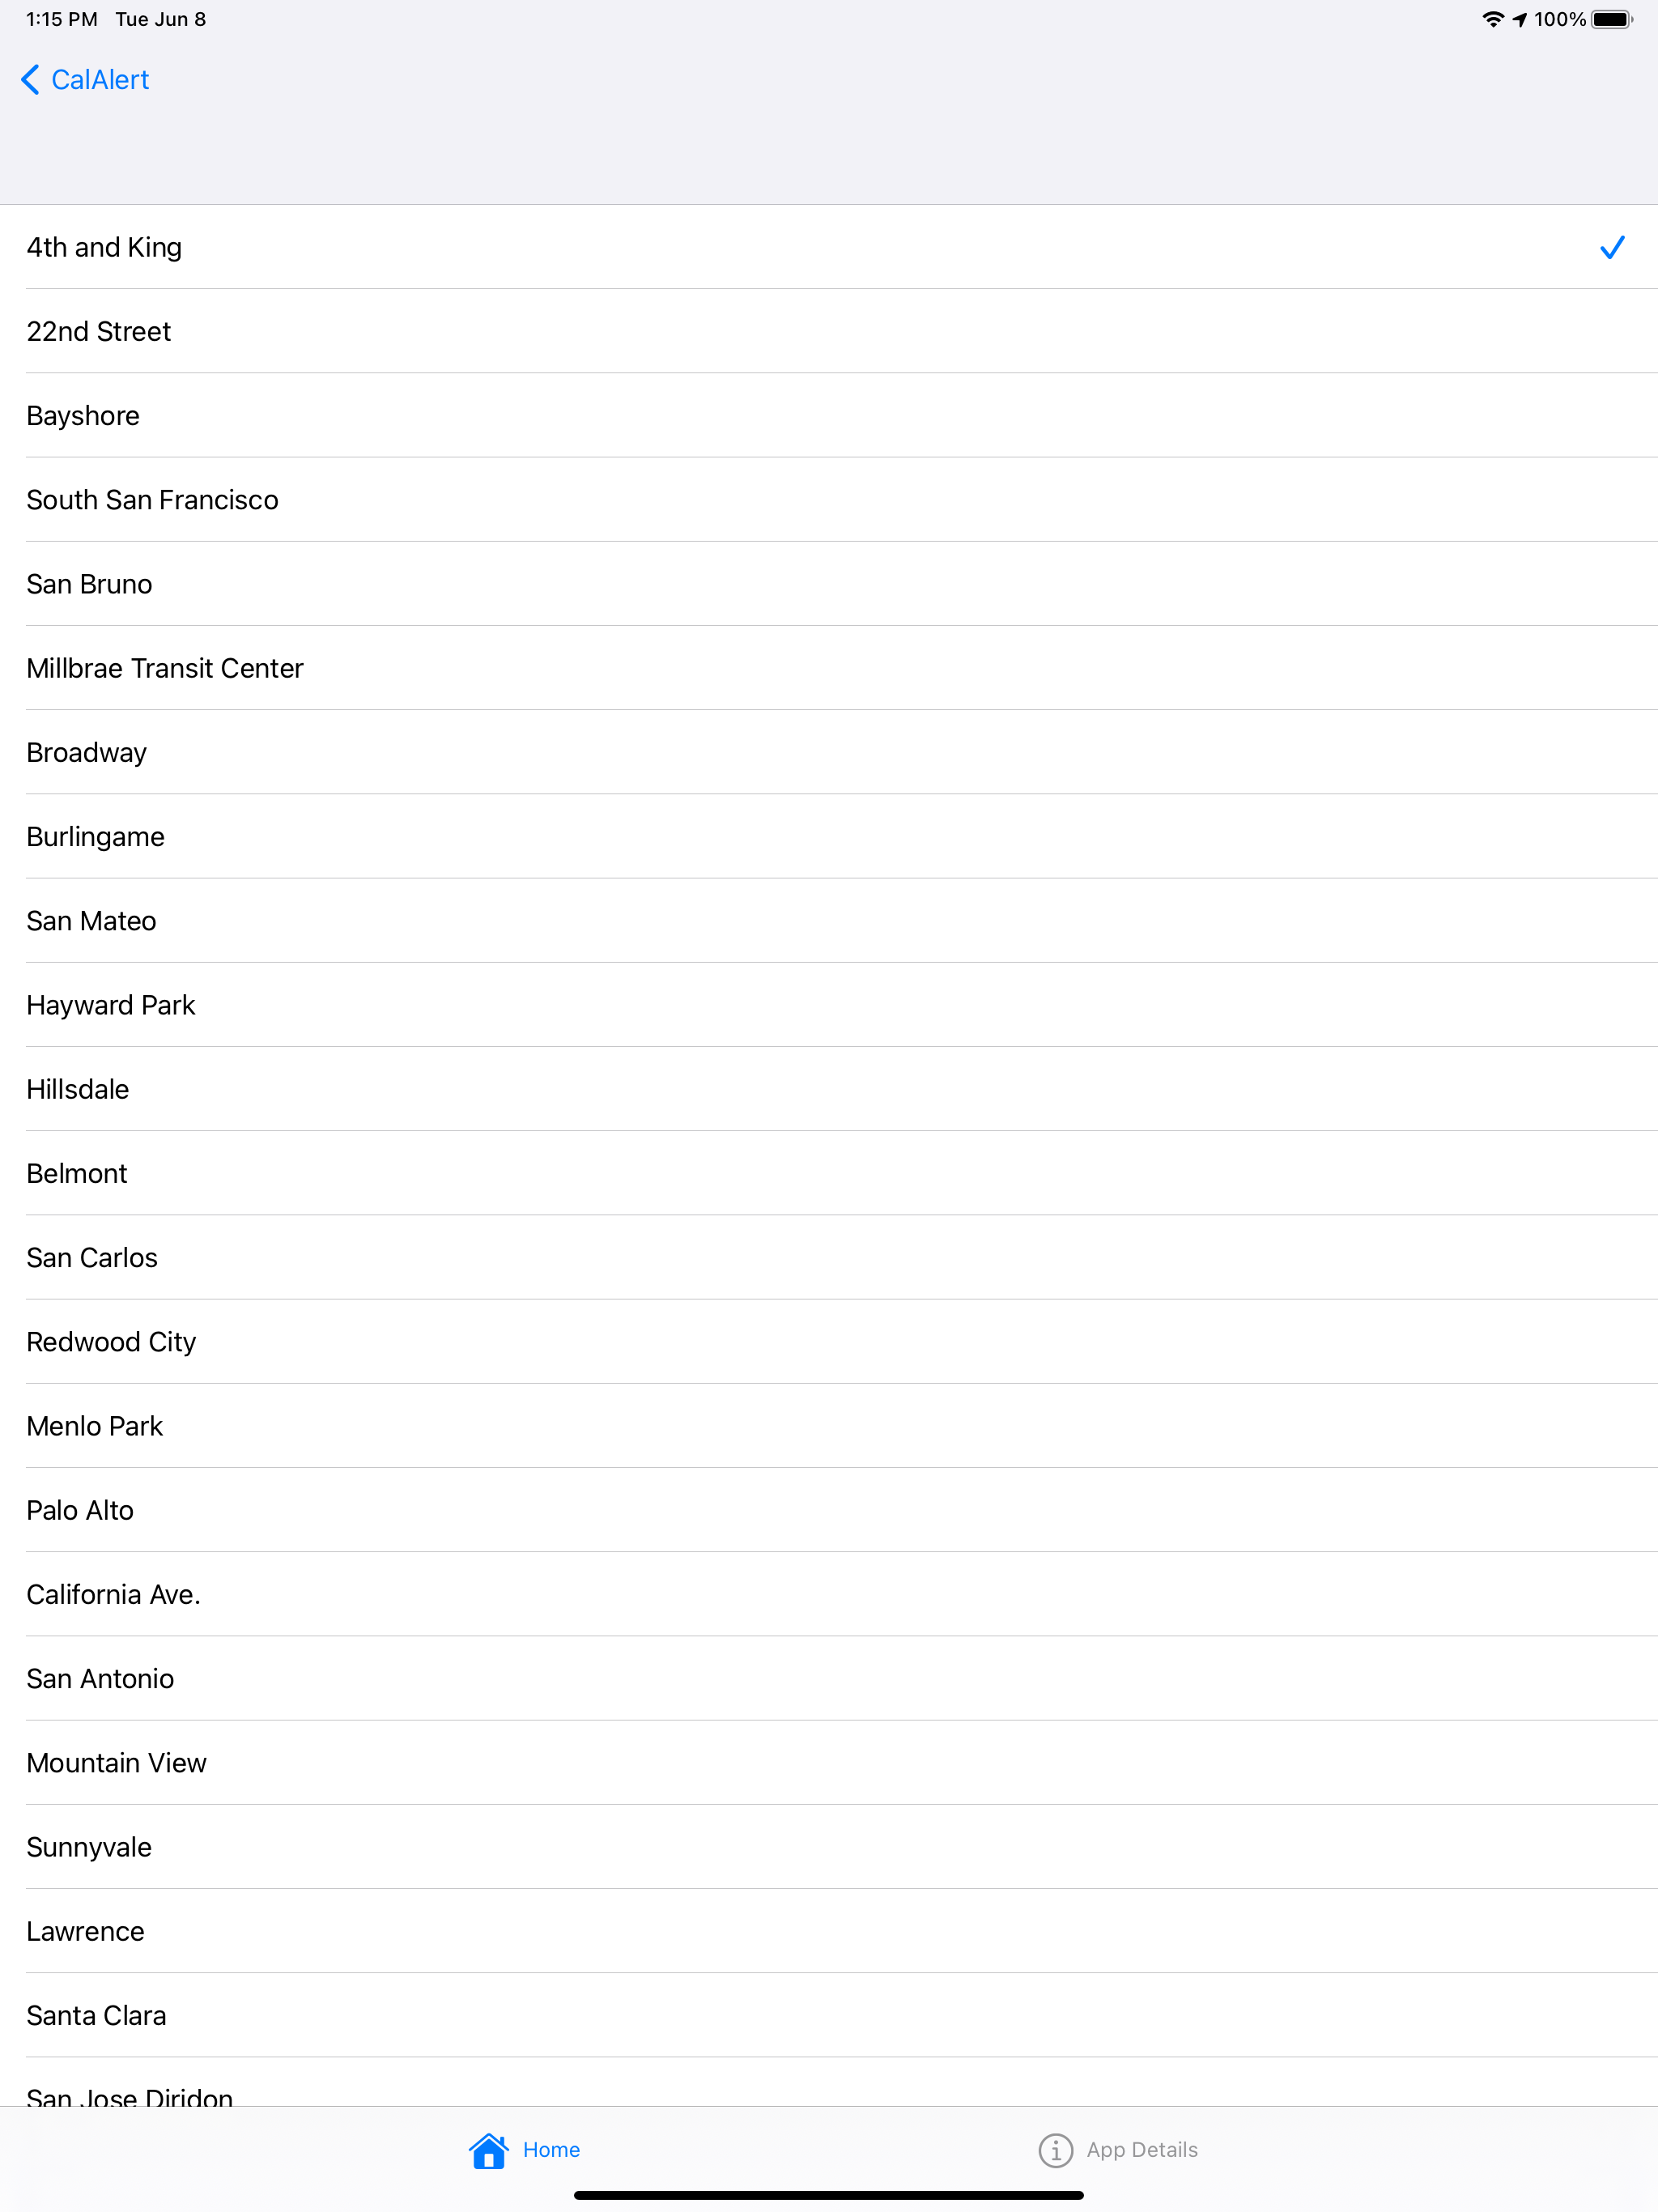 1:15 PM Tue Jun 8 100%
CalAlert
4th and King
22nd Street
Bayshore
South San Francisco
San Bruno
Millbrae Transit Center
Broadway
Burlingame
San Mateo
Hayward Park
Hillsdale
Belmont
San Carlos
Redwood City
Menlo Park
Palo Alto
California Ave.
San Antonio
Mountain View
Sunnyvale
Lawrence
Santa Clara
San Jose Diridon
Home App Details